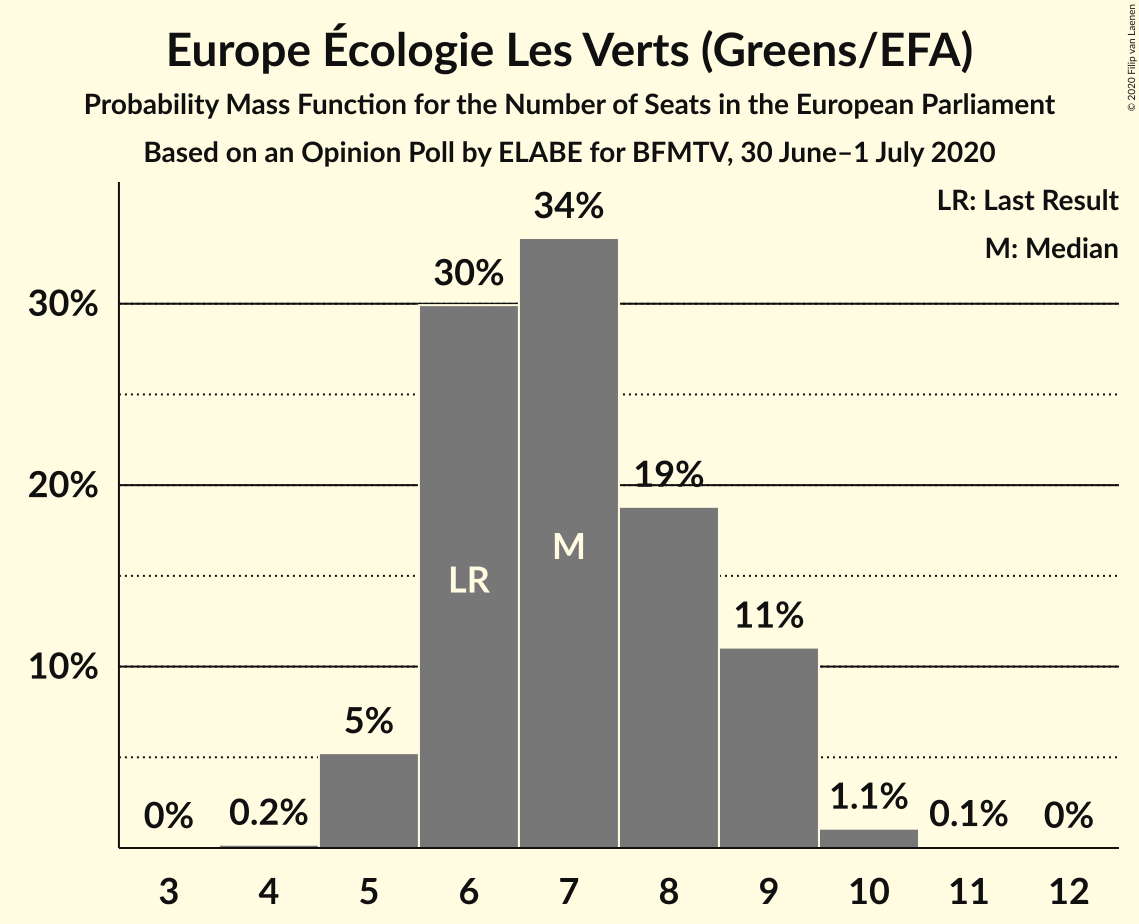 Europe Écologie Les Verts (Greens/EFA)
Probability Mass Function for the Number of Seats in the European Parliament
Based on an Opinion Poll by ELABE for BFMTV, 30 June–1 July 2020
© 2020 Filip van Laenen
LR: Last Result
M: Median
34%
30%
30%
20%
19%
M
LR
11%
10%
5%
1.1%
0%
0.2%
0.1%
0%
3 4 5 6 7 8 9 10 11 12